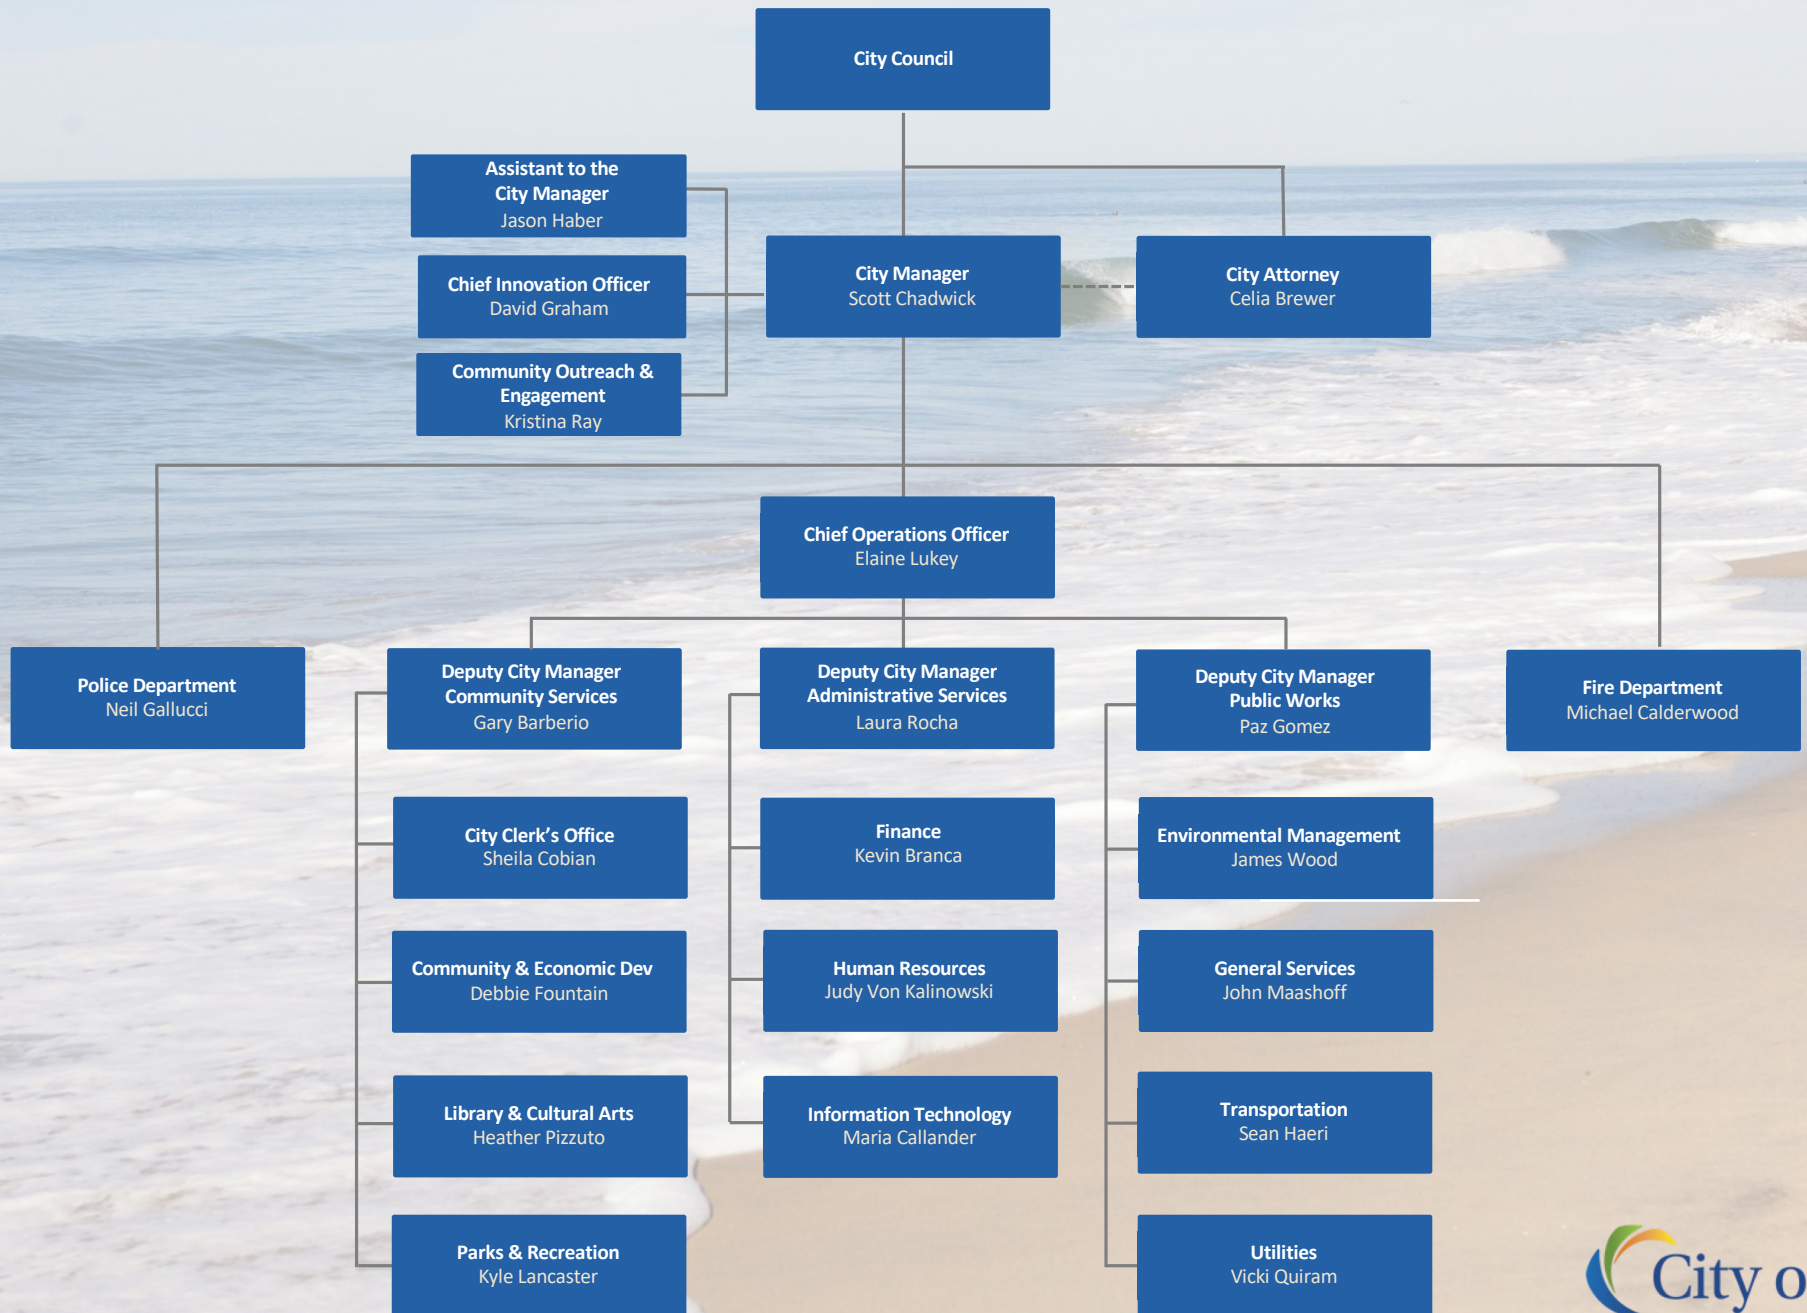 City Council
Assistant to the
City Manager
Jason Haber
Chief Innovation Officer
David Graham
Community Outreach &
Engagement
Kristina Ray
City Manager
Scott Chadwick
City Attorney
Celia Brewer
Chief Operations Officer
Elaine Lukey
Police Department
Neil Gallucci
Deputy City Manager
Community Services
Gary Barberio
Deputy City Manager
Administrative Services
Laura Rocha
Deputy City Manager
Public Works
Paz Gomez
Fire Department
Michael Calderwood
City Clerk’s Office
Sheila Cobian
Finance
Kevin Branca
Environmental Management
James Wood
Community & Economic Dev
Debbie Fountain
Human Resources
Judy Von Kalinowski
General Services
John Maashoff
Library & Cultural Arts
Heather Pizzuto
Information Technology
Maria Callander
Transportation
Sean Haeri
Parks & Recreation
Kyle Lancaster
Utilities
Vicki Quiram
City o